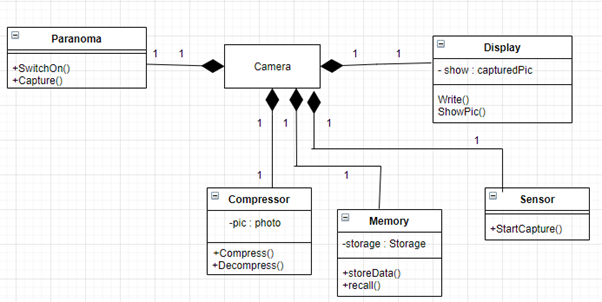 Paranoma
+SwitchOn()
+Capture()
1 1
Camera
1 1
Display
- show : capturedPic
Write()
ShowPic()
1 1 1
1
1
1
Compressor
-pic : photo
+Compress()
+Decompress()
Memory
-storage : Storage
+storeData()
+recall()
Sensor
+StartCapture()